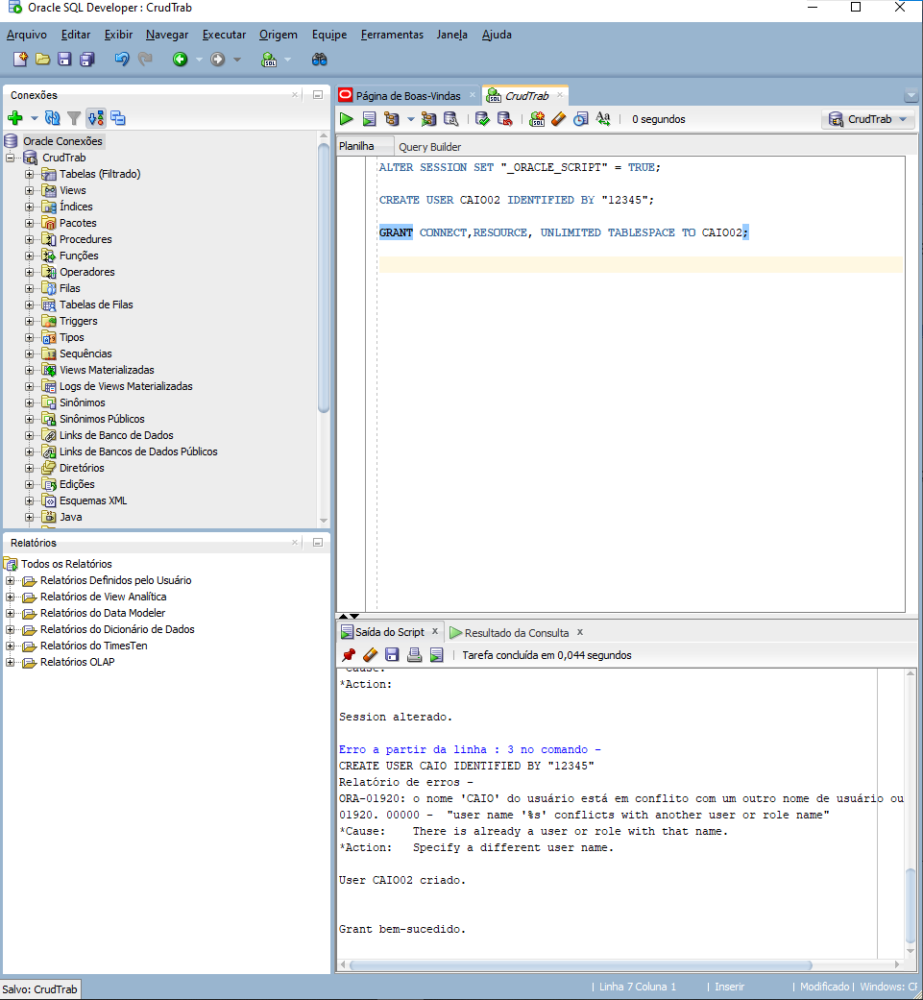 Oracle SQL Developer : CrudTrab
Arquivo Editar Exibir Navegar Executar Origem Equipe Ferramentas Janela Ajuda
Conexões
Oracle Conexões
CrudTrab
Tabelas (Filtrado)
Views
Índices
Pacotes
Procedures
Funções
Operadores
Filas
Tabelas de Filas
Triggers
Tipos
Sequências
Views Materializadas
Logs de Views Materializadas
Sinônimos
Sinônimos Públicos
Links de Banco de Dados
Links de Bancos de Dados Públicos
Diretórios
Edições
Esquemas XML
Java
Relatórios
Todos os Relatórios
Relatórios Definidos pelo Usuário
Relatórios de View Analítica
Relatórios do Data Modeler
Relatórios do Dicionário de Dados
Relatórios do TimesTen
Relatórios OLAP
Página de Boas-Vindas CrudTrab
0 segundos CrudTrab
Planilha Query Builder
ALTER SESSION SET "_ORACLE_SCRIPT" = TRUE;
CREATE USER CAIO02 IDENTIFIED BY "12345";
GRANT CONNECT,RESOURCE, UNLIMITED TABLESPACE TO CAIO02;
Saída do Script x Resultado da Consulta x
Tarefa concluída em 0,044 segundos
*Cause:
*Action:
Session alterado.
Erro a partir da linha : 3 no comando -
CREATE USER CAIO IDENTIFIED BY "12345"
Relatório de erros -
ORA-01920: o nome 'CAIO' do usuário está em conflito com um outro nome de usuário ou
01920. 00000 - "user name '%s' conflicts with another user or role name"
*Cause: There is already a user or role with that name.
*Action: Specify a different user name.
User CAIO02 criado.
Grant bem-sucedido.
Salvo: CrudTrab
| Linha 7 Coluna 1 | Inserir | Modificado | Windows: CF